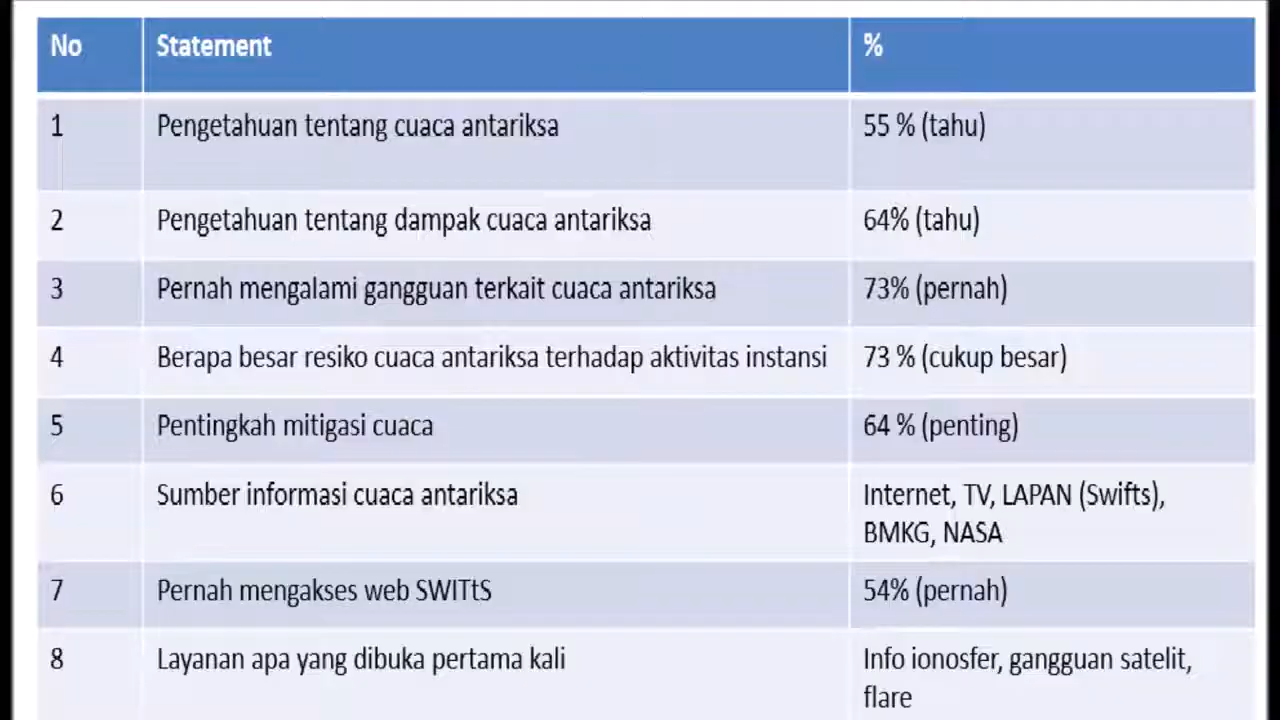 No Statement %
1 Pengetahuan tentang cuaca antariksa 55 % (tahu)
2 Pengetahuan tentang dampak cuaca antariksa 64% (tahu)
3 Pernah mengalami gangguan terkait cuaca antariksa 73% (pernah)
4 Berapa besar resiko cuaca antariksa terhadap aktivitas instansi 73 % (cukup besar)
5 Pentingkah mitigasi cuaca 64 % (penting)
6 Sumber informasi cuaca antariksa Internet, TV, LAPAN (Swifts),
BMKG, NASA
7 Pernah mengakses web SWITtS 54% (pernah)
8 Layanan apa yang dibuka pertama kali Info ionosfer, gangguan satelit,
flare